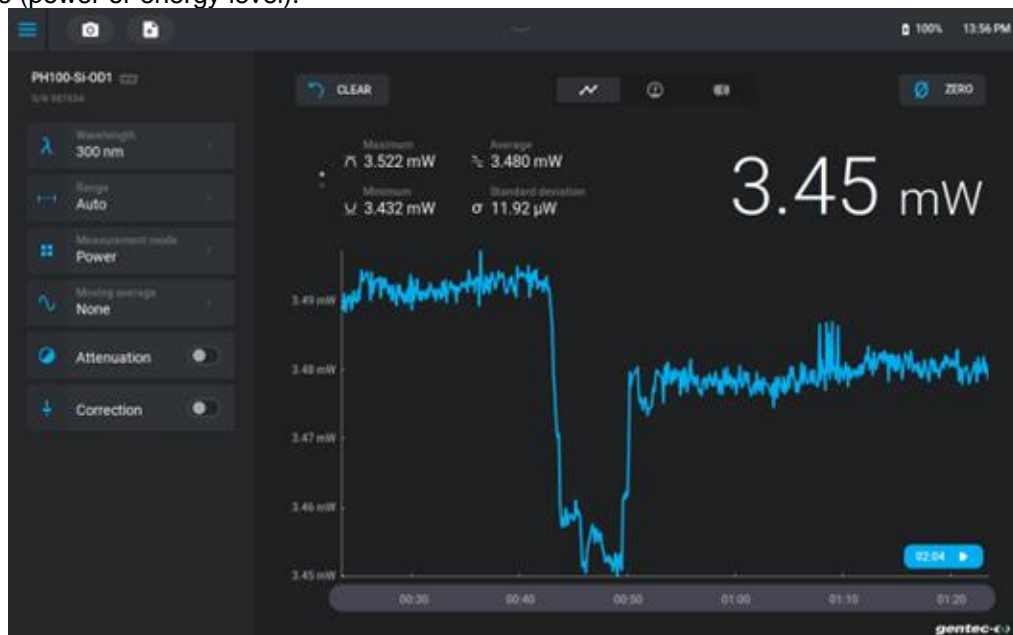 (power or energy level).
100% 13:56 PM
PH100-Si-OD1
CLEAR
ZERO
Wavelength
300 nm
Range
Auto
Measurement mode
Power
Moving average
None
Attenuation
Correction
Maximum
3.522 mW
Average
3.480 mW
Minimum
3.432 mW
Standard deviation
σ 11.92 µW
3.45 mW
3.49 mW
3.48 mW
3.47 mW
3.46 mW
3.45 mW
02:04
00:30 00:40 00:50 01:00 01:10 01:20
gentec-eo